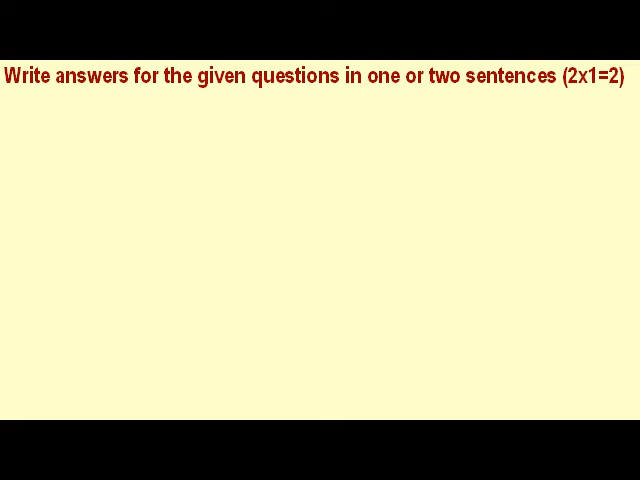 Write answers for the given questions in one or two sentences (2x1=2)